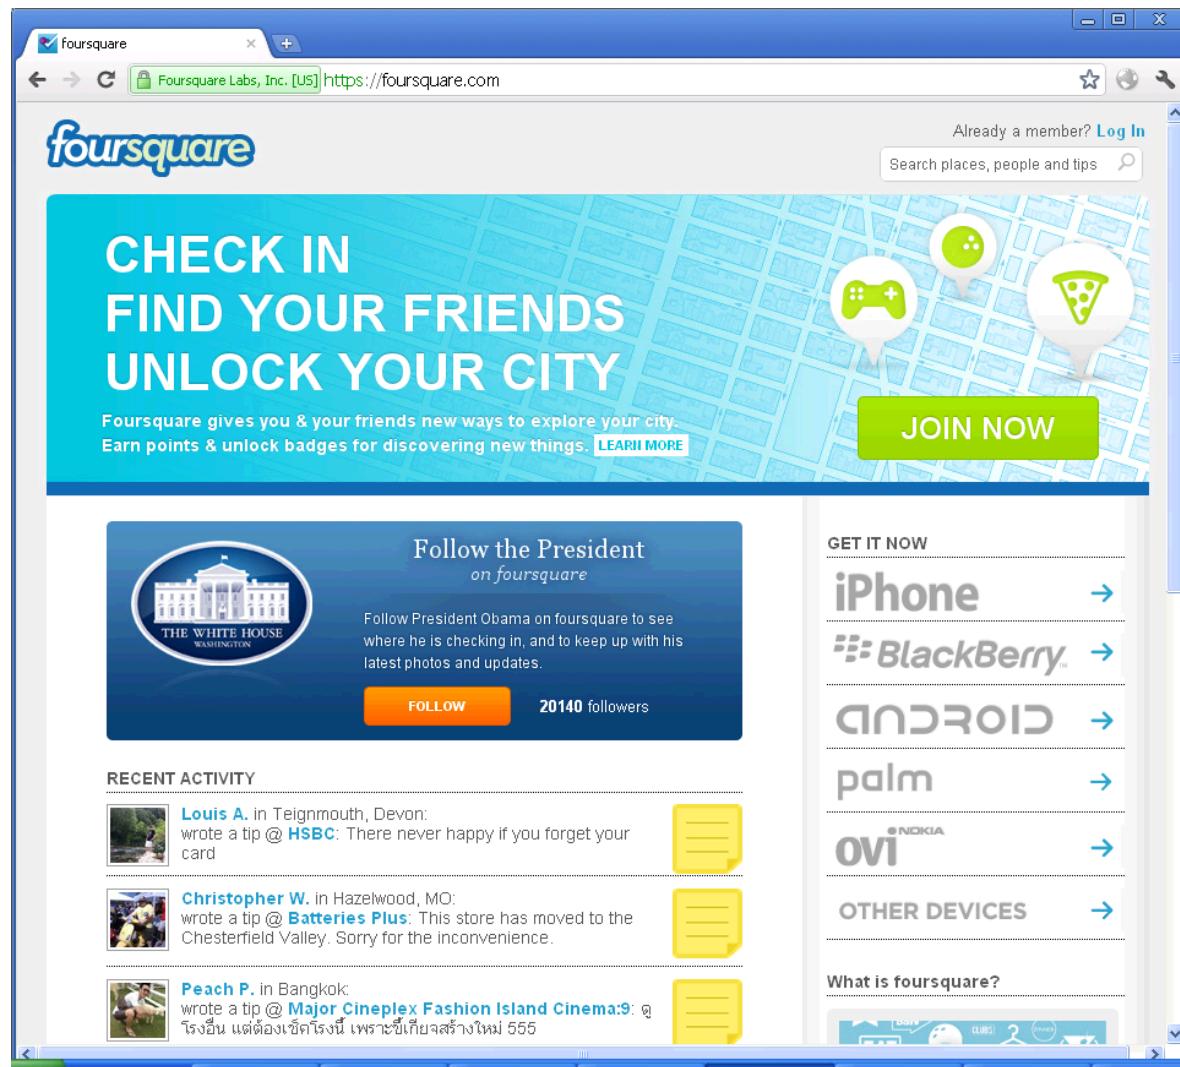 foursquare
Foursquare Labs, Inc. [US] https://foursquare.com
foursquare
Already a member? Log In
Search places, people and tips
CHECK IN
FIND YOUR FRIENDS
UNLOCK YOUR CITY
Foursquare gives you & your friends new ways to explore your city.
Earn points & unlock badges for discovering new things. LEARN MORE
JOIN NOW
THE WHITE HOUSE
WASHINGTON
Follow the President
on foursquare
Follow President Obama on foursquare to see
where he is checking in, and to keep up with his
latest photos and updates.
FOLLOW
20140 followers
RECENT ACTIVITY
Louis A. in Teignmouth, Devon:
wrote a tip @ HSBC: There never happy if you forget your
card
Christopher W. in Hazelwood, MO:
wrote a tip @ Batteries Plus: This store has moved to the
Chesterfield Valley. Sorry for the inconvenience.
Peach P. in Bangkok:
wrote a tip @ Major Cineplex Fashion Island Cinema:9: ดู
โรงอื่น แต่ต้องเช็คโรงนี้ เพราะขี้เกียจสร้างใหม่ 555
GET IT NOW
iPhone
BlackBerry
ANDROID
palm
ovi NOKIA
OTHER DEVICES
What is foursquare?
CLUBS!